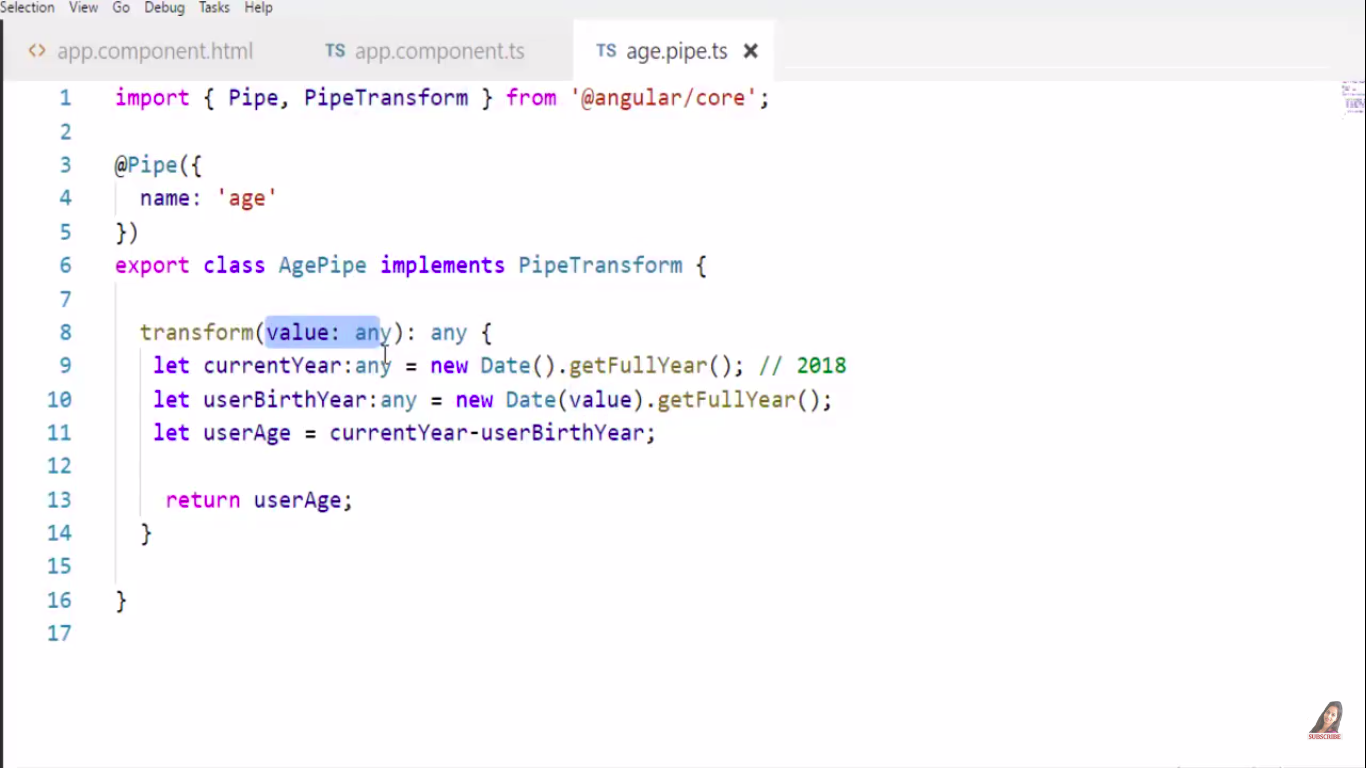 Selection View Go Debug Tasks Help
<> app.component.html TS app.component.ts TS age.pipe.ts ×
1 import { Pipe, PipeTransform } from '@angular/core';
2
3 @Pipe({
4 name: 'age'
5 })
6 export class AgePipe implements PipeTransform {
7
8 transform(value: any): any {
9 let currentYear:any = new Date().getFullYear(); // 2018
10 let userBirthYear:any = new Date(value).getFullYear();
11 let userAge = currentYear-userBirthYear;
12
13 return userAge;
14 }
15
16 }
17
SUBSCRIBE